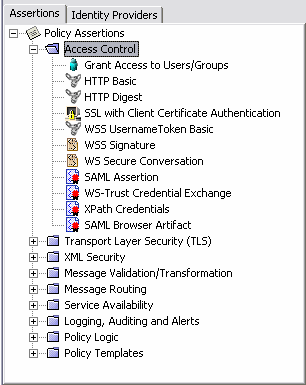 Assertions Identity Providers
Policy Assertions
Access Control
Grant Access to Users/Groups
HTTP Basic
HTTP Digest
SSL with Client Certificate Authentication
WSS UsernameToken Basic
WSS Signature
WS Secure Conversation
SAML Assertion
WS-Trust Credential Exchange
XPath Credentials
SAML Browser Artifact
Transport Layer Security (TLS)
XML Security
Message Validation/Transformation
Message Routing
Service Availability
Logging, Auditing and Alerts
Policy Logic
Policy Templates